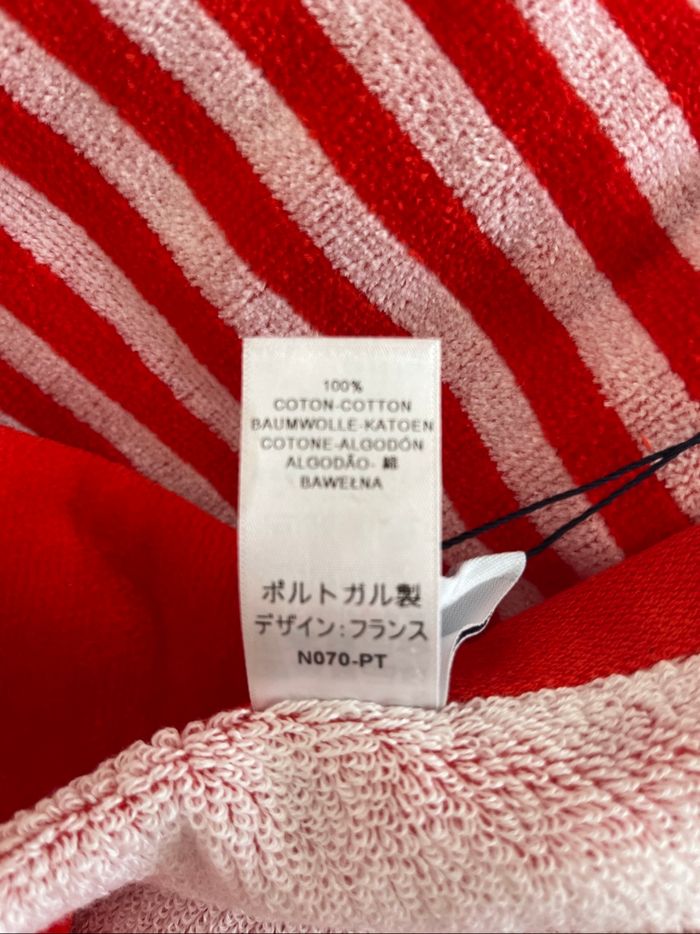 100%
COTON-COTTON
BAUMWOLLE-KATOEN
COTONE-ALGODÓN
ALGODÃO- 綿
BAWEŁNA
ポルトガル製
デザイン:フランス
N070-PT